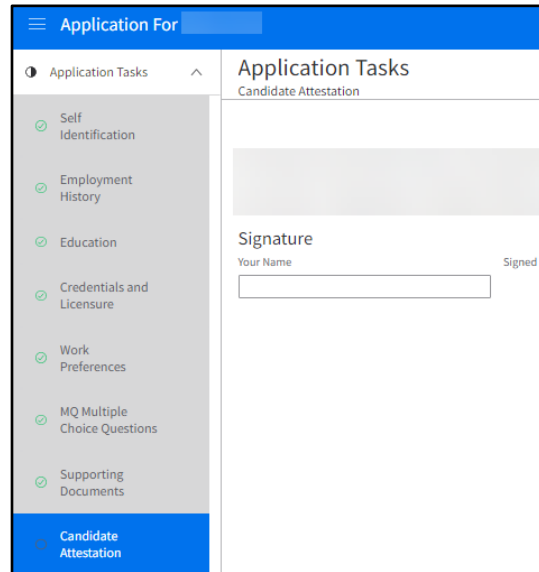 Application For
Application Tasks
Self
Identification
Employment
History
Education
Credentials and
Licensure
Work
Preferences
MQ Multiple
Choice Questions
Supporting
Documents
Candidate
Attestation
Application Tasks
Candidate Attestation
Signature
Your Name
Signed